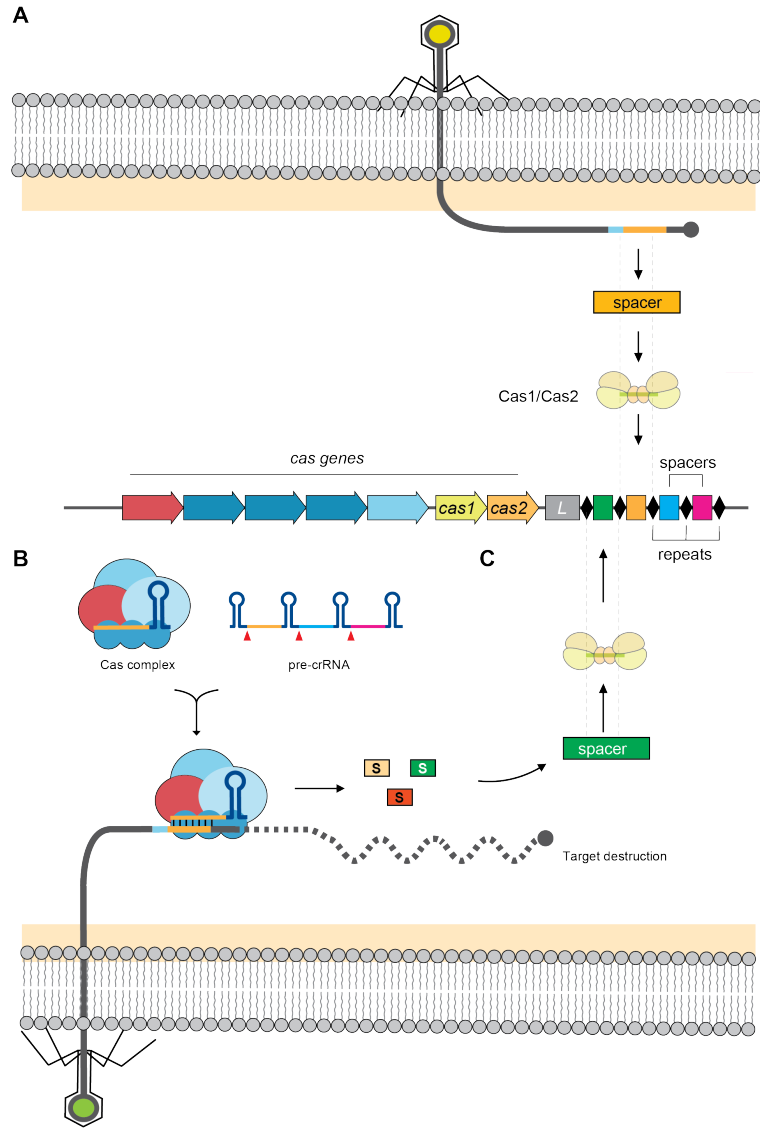 A
spacer
Cas1/Cas2
cas genes
spacers
cas1
cas2
L
repeats
B
C
Cas complex
pre-crRNA
spacer
S
S
S
Target destruction